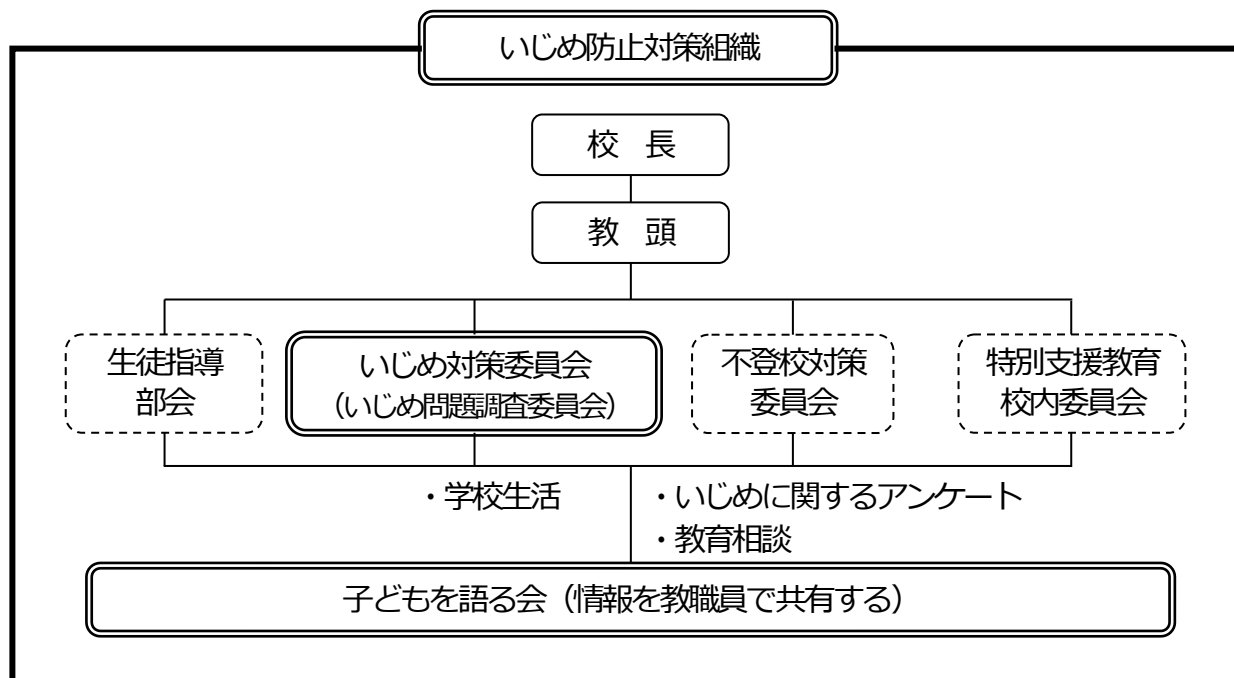 いじめ防止対策組織
校　長
教　頭
生徒指導
部会
いじめ対策委員会
（いじめ問題調査委員会）
不登校対策
委員会
特別支援教育
校内委員会
・学校生活
・いじめに関するアンケート
・教育相談
子どもを語る会（情報を教職員で共有する）